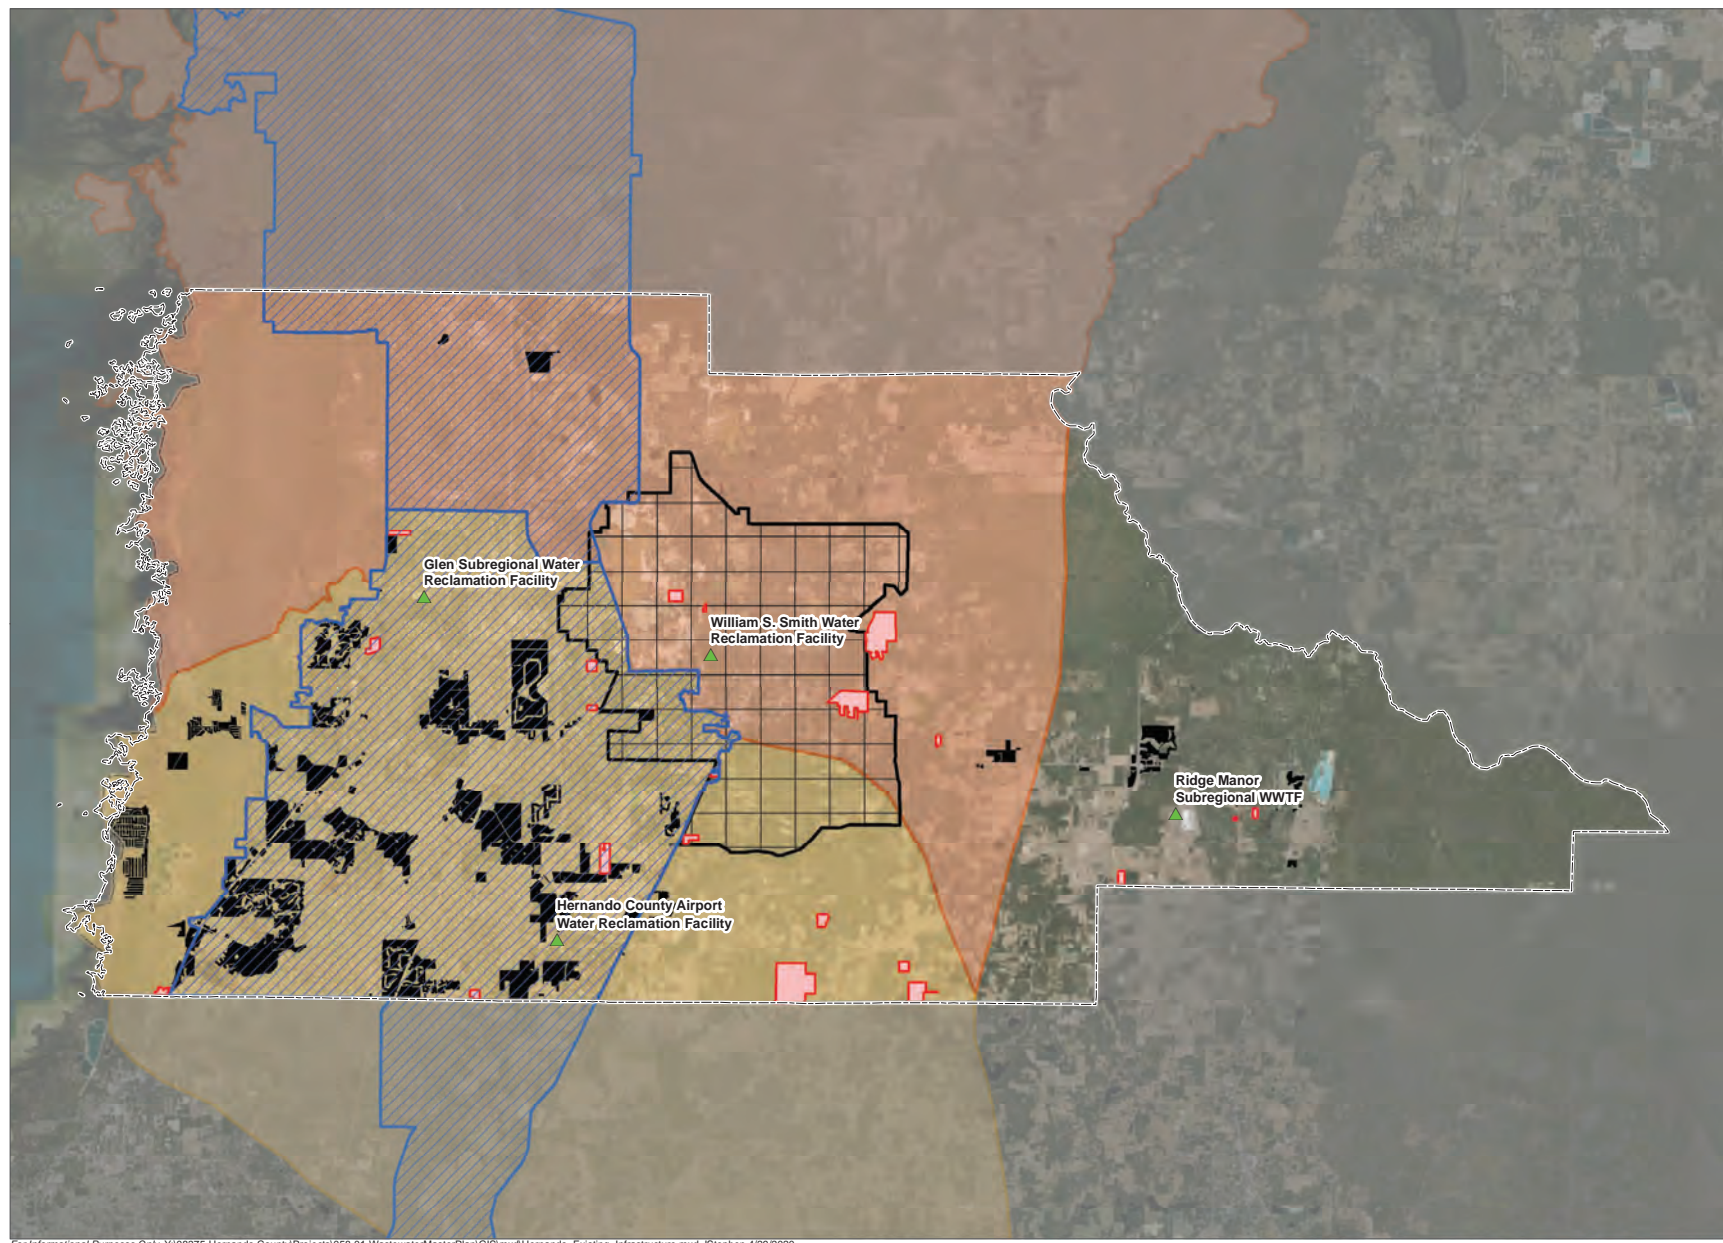 Glen Subregional Water
Reclamation Facility
William S. Smith Water
Reclamation Facility
Ridge Manor
Subregional WWTF
Hernando County Airport
Water Reclamation Facility